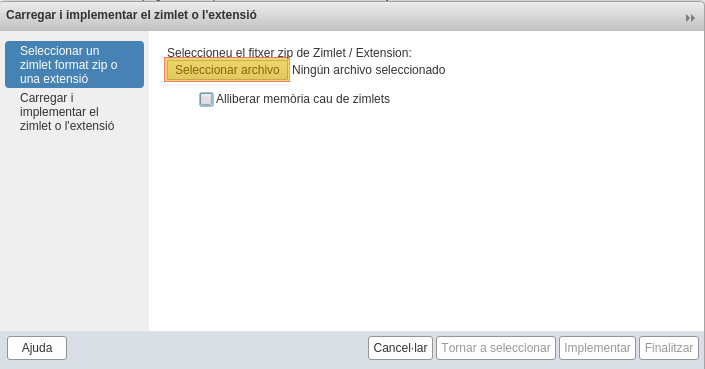 Carregar i implementar el zimlet o l'extensió
Seleccionar un
zimlet format zip o
una extensió
Carregar i
implementar el
zimlet o l'extensió
Seleccioneu el fitxer zip de Zimlet / Extension:
Seleccionar archivo Ningún archivo seleccionado
Alliberar memòria cau de zimlets
Ajuda
Cancel·lar
Tornar a seleccionar
Implementar
Finalitzar